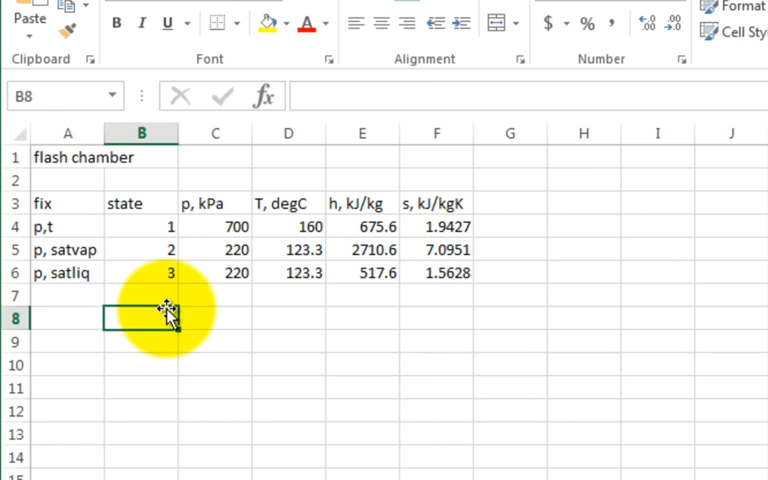 Paste
B I U A
$ % , .00
Format
Cell
Clipboard Font Alignment Number
B8 fx
A B C D E F G H I J
1 flash chamber
2
3 fix state p, kPa T, degC h, kJ/kg s, kJ/kgK
4 p,t 1 700 160 675.6 1.9427
5 p, satvap 2 220 123.3 2710.6 7.0951
6 p, satliq 3 220 123.3 517.6 1.5628
7
8
9
10
11
12
13
14
15